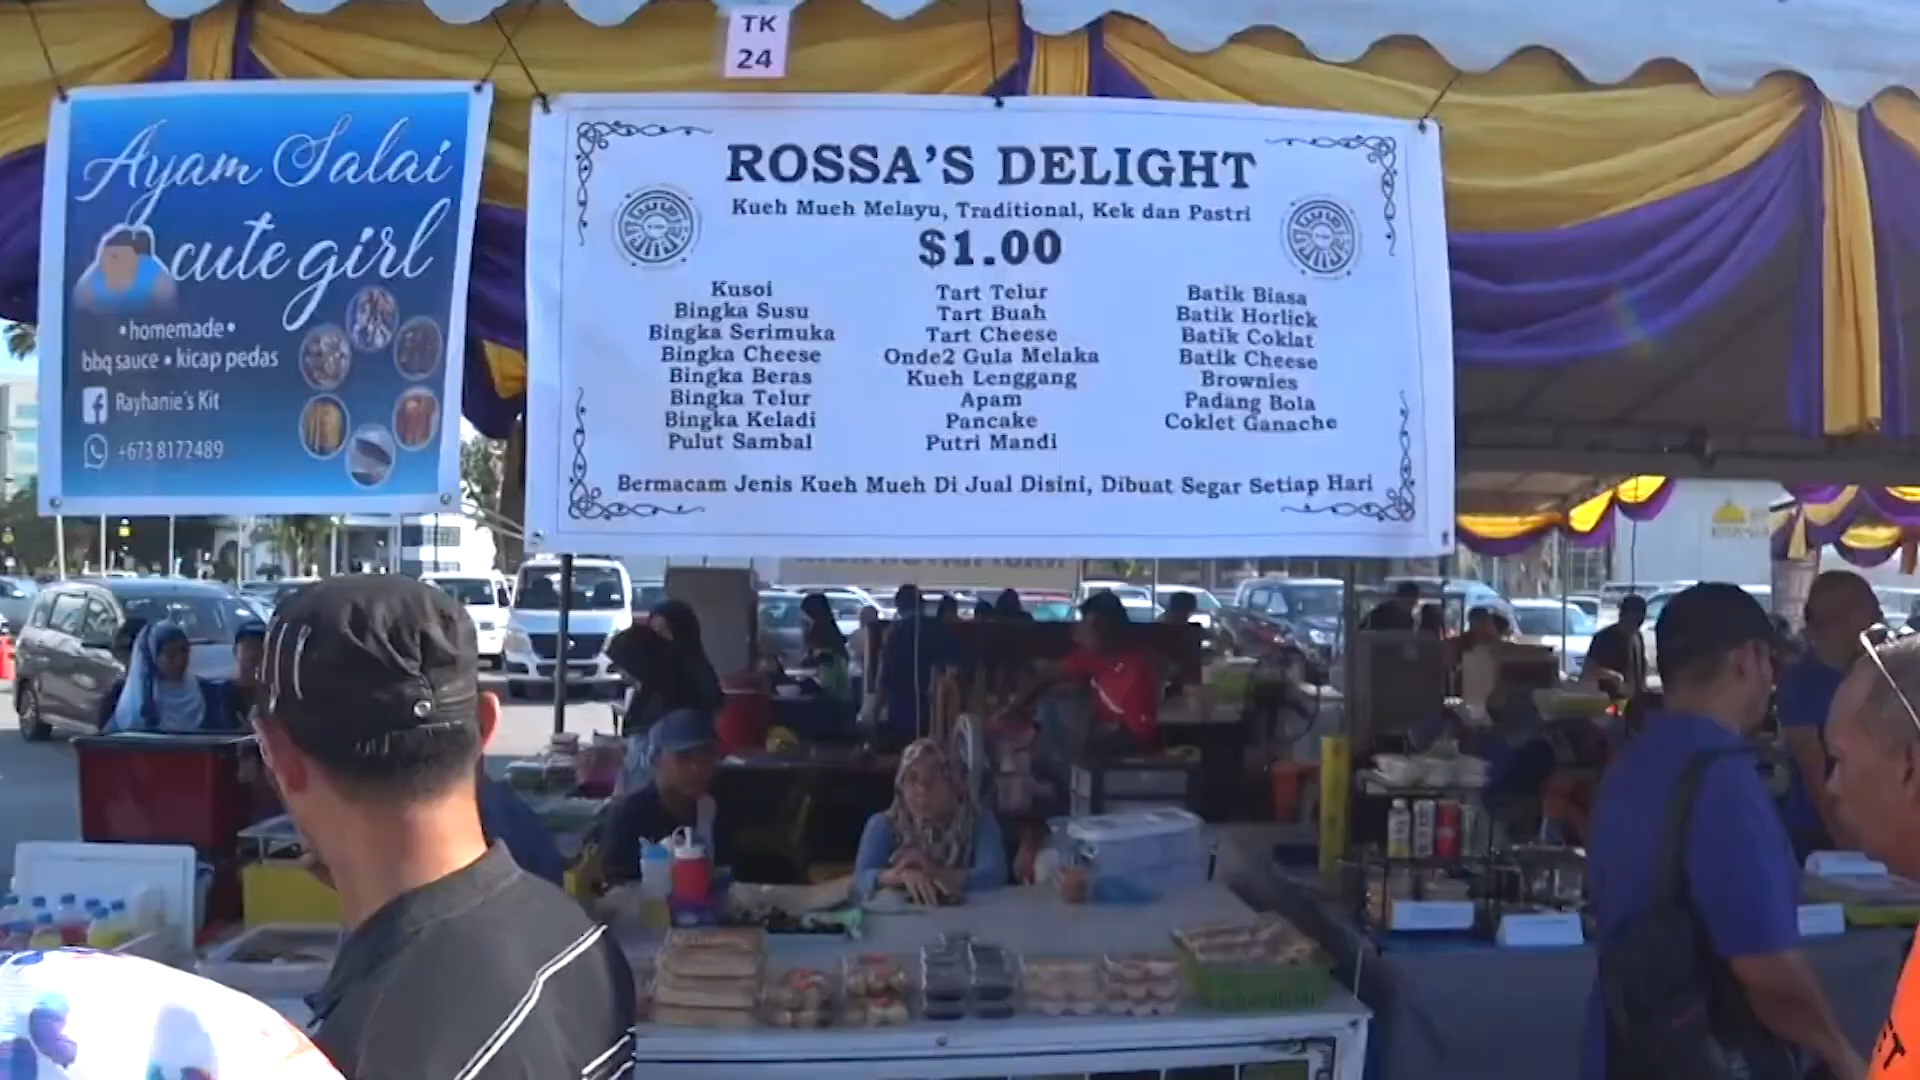 TK
24
Ayam Salai
cute girl
•homemade•
bbq sauce • kicap pedas
Rayhanie's Kit
+673 8172489
ROSSA'S DELIGHT
Kueh Mueh Melayu, Traditional, Kek dan Pastri
$1.00
Kusoi
Bingka Susu
Bingka Serimuka
Bingka Cheese
Bingka Beras
Bingka Telur
Bingka Keladi
Pulut Sambal
Tart Telur
Tart Buah
Tart Cheese
Onde2 Gula Melaka
Kueh Lenggang
Apam
Pancake
Putri Mandi
Batik Biasa
Batik Horlick
Batik Coklat
Batik Cheese
Brownies
Padang Bola
Coklet Ganache
Bermacam Jenis Kueh Mueh Di Jual Disini, Dibuat Segar Setiap Hari